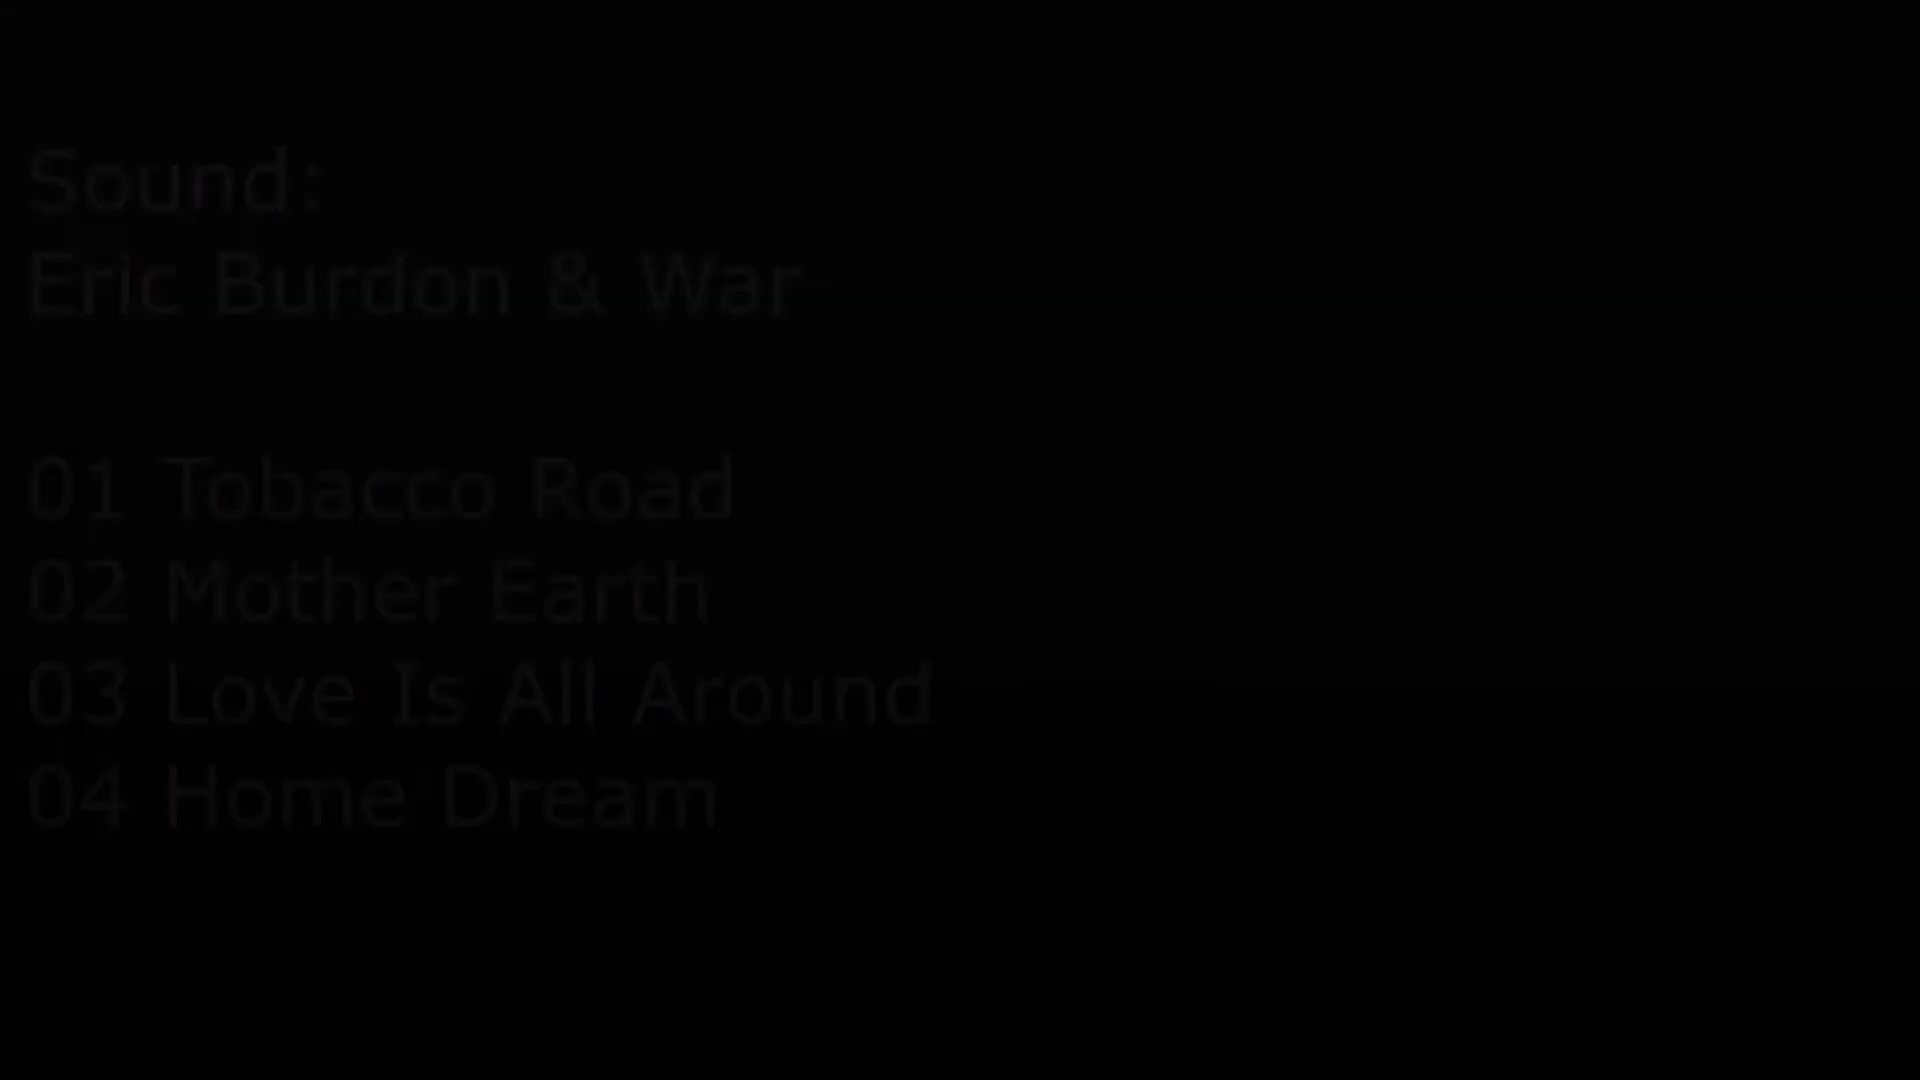 Sound:
Eric Burdon & War
01 Tobacco Road
02 Mother Earth
03 Love Is All Around
04 Home Dream